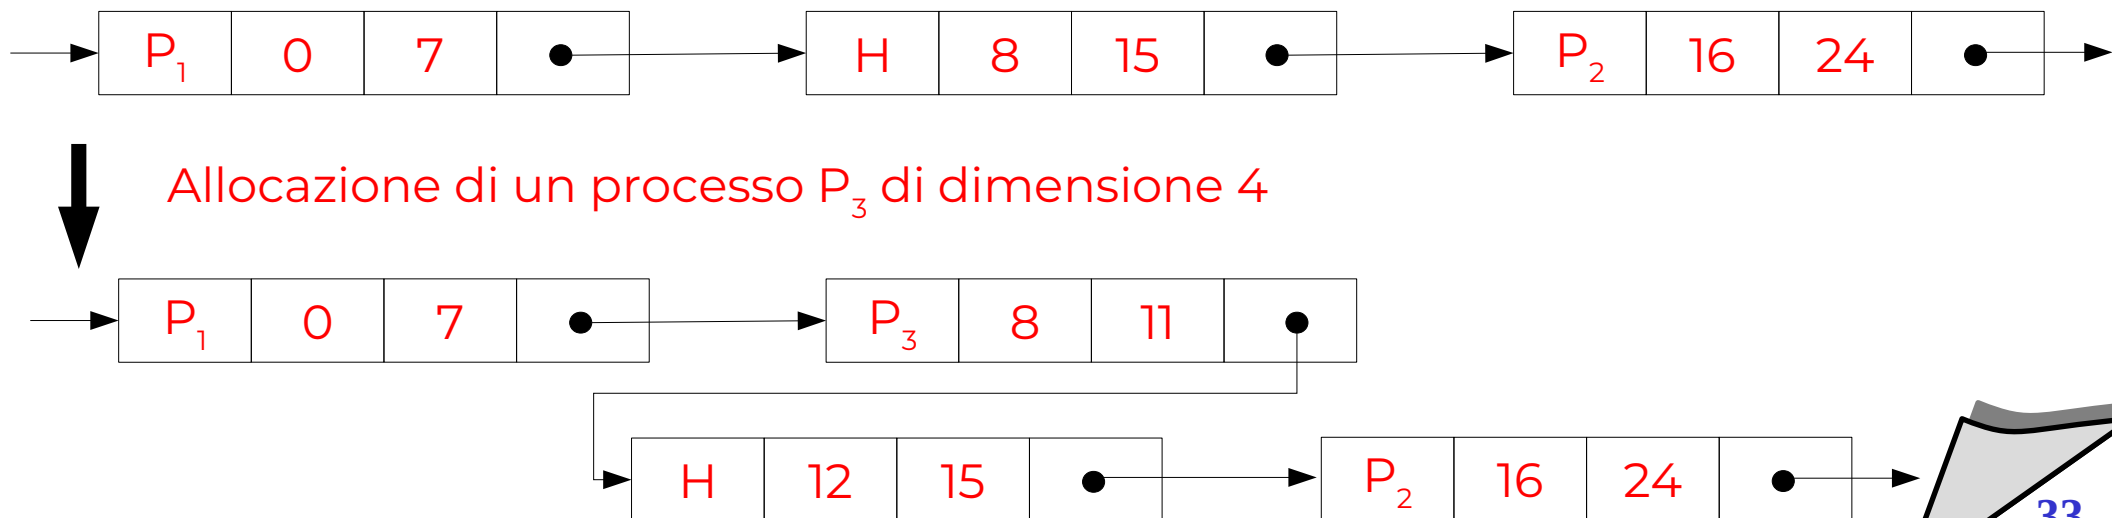 P₁ 0 7 H 8 15 P₂ 16 24
Allocazione di un processo P₃ di dimensione 4
P₁ 0 7 P₃ 8 11
H 12 15 P₂ 16 24
33